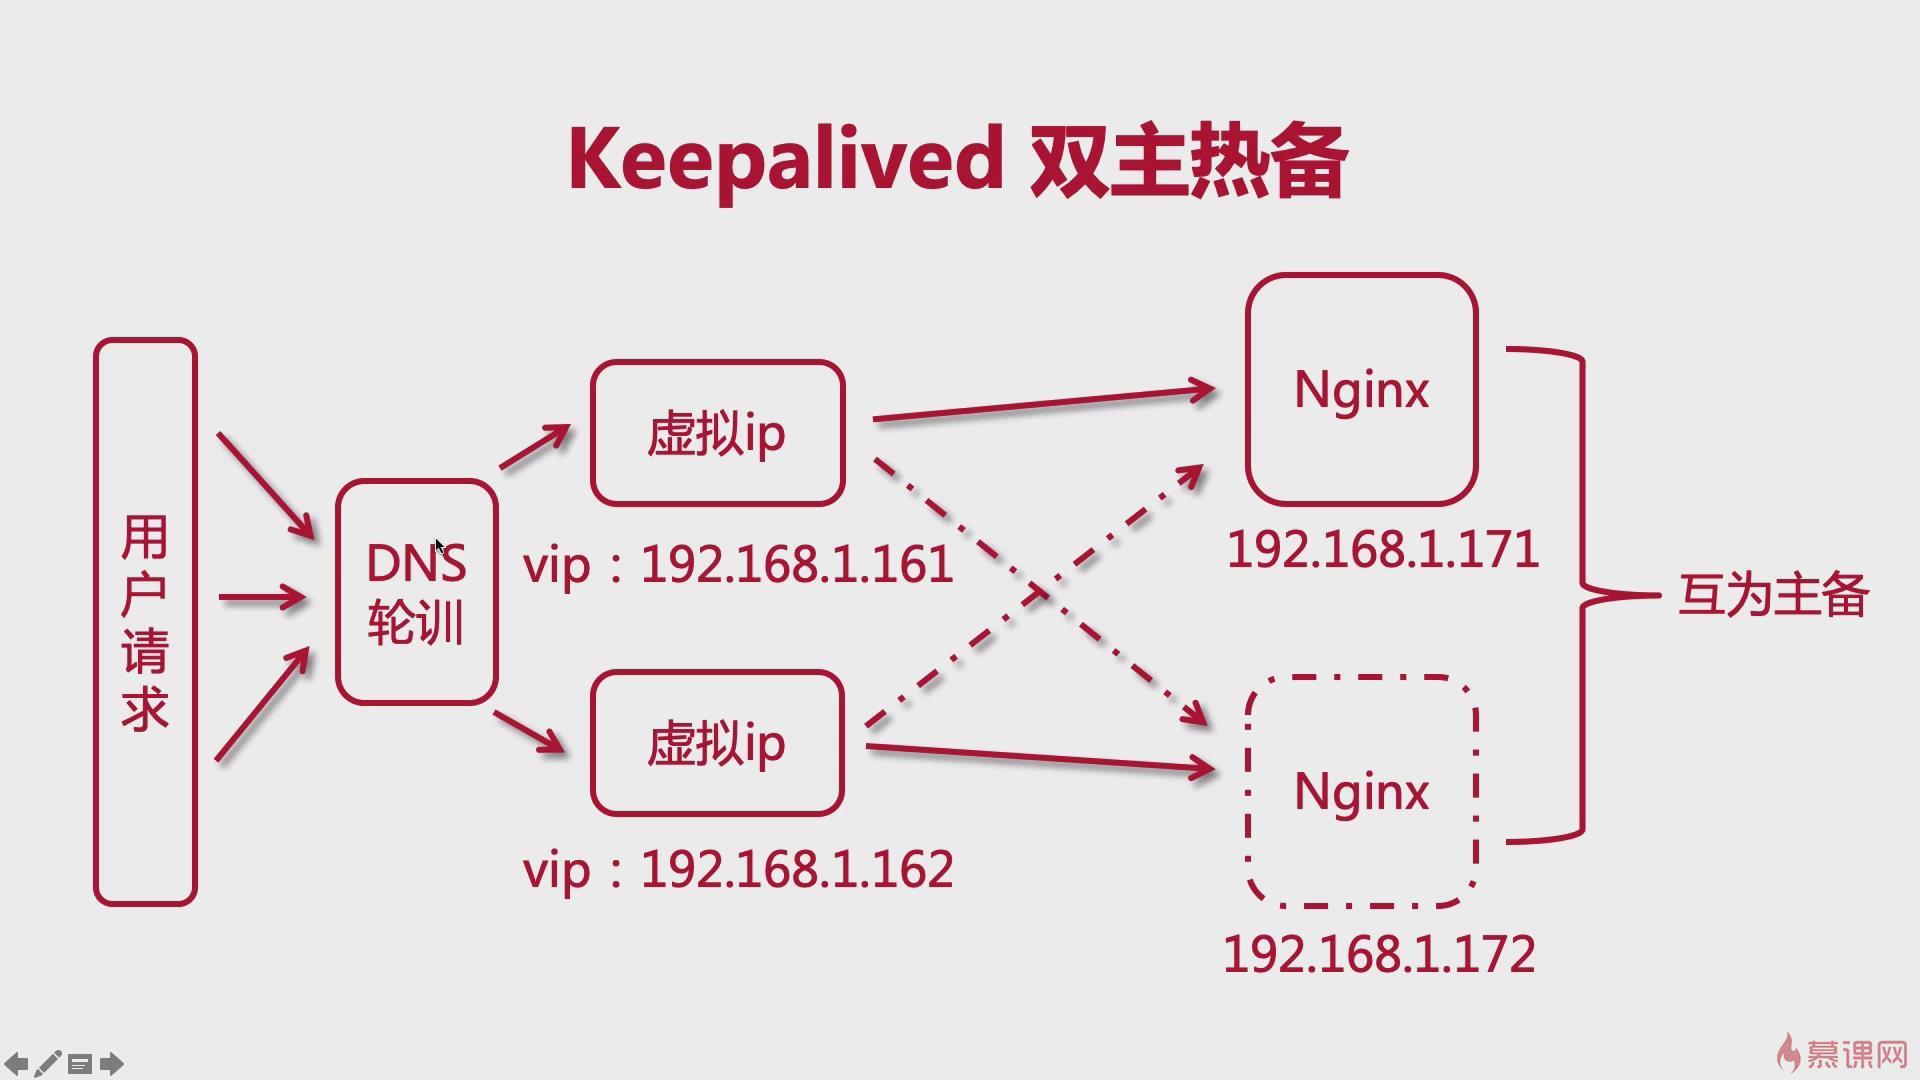 Keepalived 双主热备
用户请求
DNS
轮训
虚拟ip
vip：192.168.1.161
虚拟ip
vip：192.168.1.162
Nginx
192.168.1.171
Nginx
192.168.1.172
互为主备
慕课网